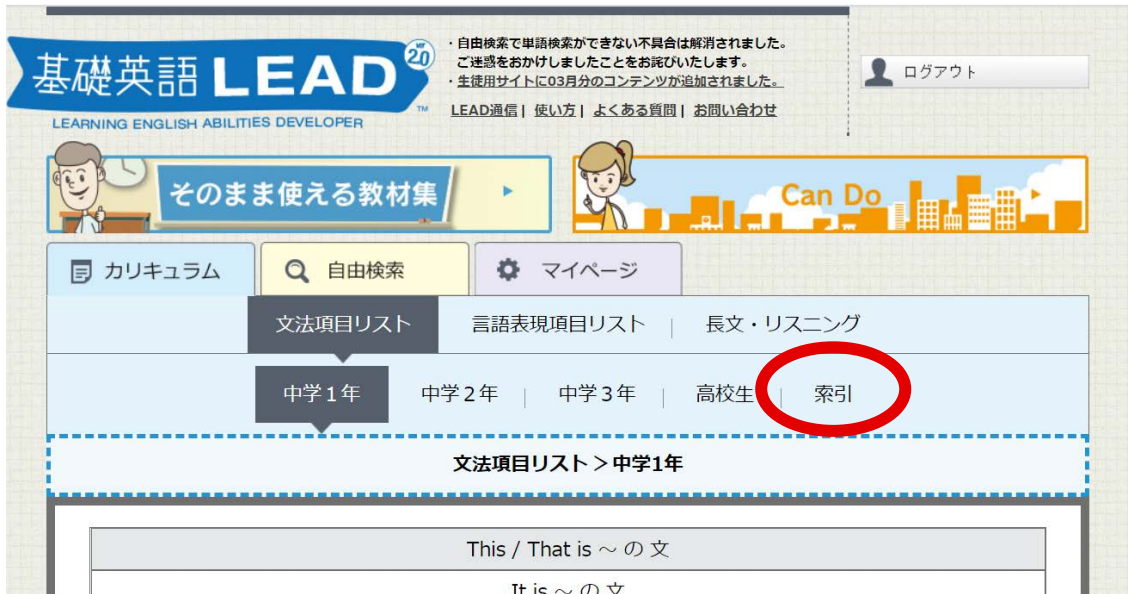 基礎英語 LEAD ver 2.0 ™
LEARNING ENGLISH ABILITIES DEVELOPER
・自由検索で単語検索ができない不具合は解消されました。
ご迷惑をおかけしましたことをお詫びいたします。
・生徒用サイトに03月分のコンテンツが追加されました。
LEAD通信 | 使い方 | よくある質問 | お問い合わせ
ログアウト
そのまま使える教材集
Can Do
カリキュラム
自由検索
マイページ
文法項目リスト 言語表現項目リスト | 長文・リスニング
中学1年 中学2年 | 中学3年 | 高校生 | 索引
文法項目リスト＞中学1年
This / That is ～ の 文
It is ～ の 文